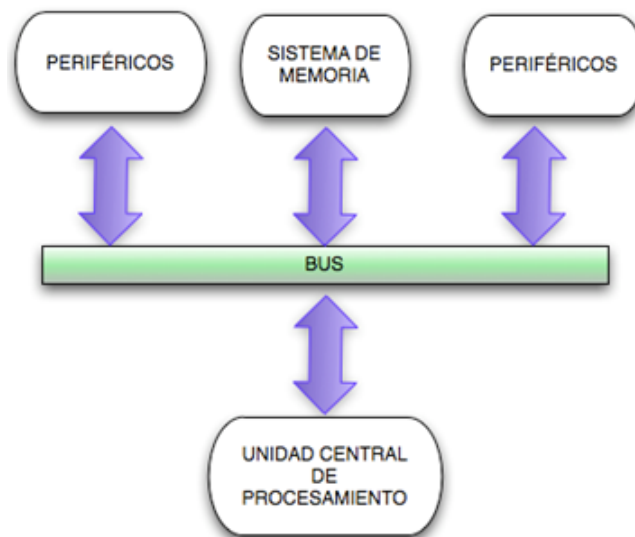 PERIFÉRICOS
SISTEMA DE
MEMORIA
PERIFÉRICOS
BUS
UNIDAD CENTRAL
DE
PROCESAMIENTO